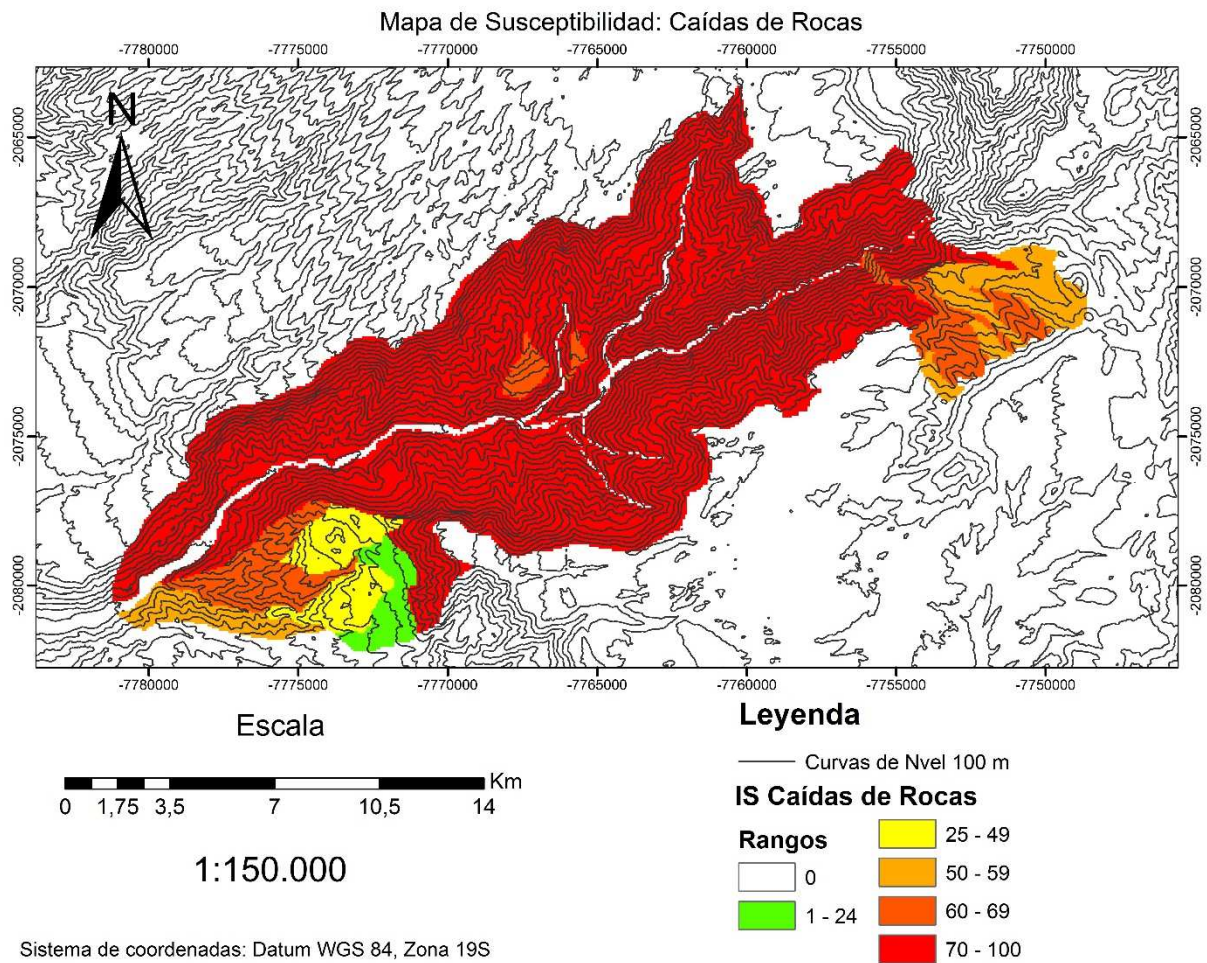 Mapa de Susceptibilidad: Caídas de Rocas
-7780000 -7775000 -7770000 -7765000 -7760000 -7755000 -7750000
N
-2065000 -2065000
-2070000 -2070000
-2075000 -2075000
-2080000 -2080000
-7780000 -7775000 -7770000 -7765000 -7760000 -7755000 -7750000
Escala
Km
0 1,75 3,5 7 10,5 14
1:150.000
Sistema de coordenadas: Datum WGS 84, Zona 19S
Leyenda
Curvas de Nvel 100 m
IS Caídas de Rocas
Rangos
0
1 - 24
25 - 49
50 - 59
60 - 69
70 - 100